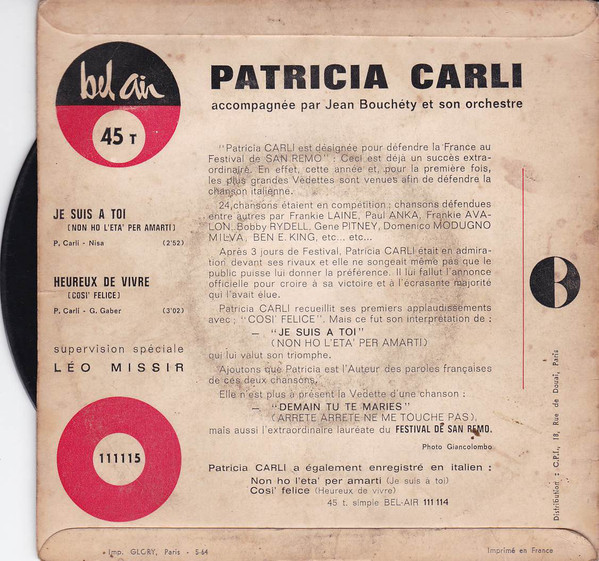 bel air
45 T
PATRICIA CARLI
accompagnée par Jean Bouchéty et son orchestre
"Patricia CARLI est désignée pour défendre la France au
Festival de SAN REMO" : Ceci est déjà un succès extra-
ordinaire. En effet, cette année et, pour la première fois,
les plus grandes Vedettes sont venues afin de défendre la
chanson italienne.
24 chansons étaient en compétition : chansons défendues
entre autres par Frankie LAINE, Paul ANKA, Frankie AVA-
LON, Bobby RYDELL, Gene PITNEY, Domenico MODUGNO
MILVA, BEN E. KING, etc... etc...
Après 3 jours de Festival, Patricia CARLI était en admira-
tion devant ses rivaux et elle ne songeait même pas que le
public puisse lui donner la préférence. Il lui fallut l'annonce
officielle pour croire à sa victoire et à l'écrasante majorité
qui l'avait élue.
Patricia CARLI recueillit ses premiers applaudissements
avec : "COSI' FELICE". Mais ce fut son interprétation de :
— "JE SUIS A TOI"
(NON HO L'ETA' PER AMARTI)
qui lui valut son triomphe.
Ajoutons que Patricia est l'Auteur des paroles françaises
de ces deux chansons.
Elle n'est plus à présent la Vedette d'une chanson :
— "DEMAIN TU TE MARIES"
(ARRETE ARRETE NE ME TOUCHE PAS),
mais aussi l'extraordinaire lauréate du FESTIVAL DE SAN REMO.
Photo Giancolombo
Patricia CARLI a également enregistré en italien :
Non ho l'eta' per amarti (Je suis à toi)
Cosi' felice (Heureux de vivre)
45 t. simple BEL-AIR 111 114
JE SUIS A TOI
(NON HO L'ETA' PER AMARTI)
P. Carli - Nisa (2'52)
HEUREUX DE VIVRE
(COSI' FELICE)
P. Carli - G. Gaber (3'02)
supervision spéciale
LÉO MISSIR
111115
B
Distribution : C.P.I., 18, Rue de Douai, Paris
Imp. GLORY, Paris - 5-64
Imprimé en France